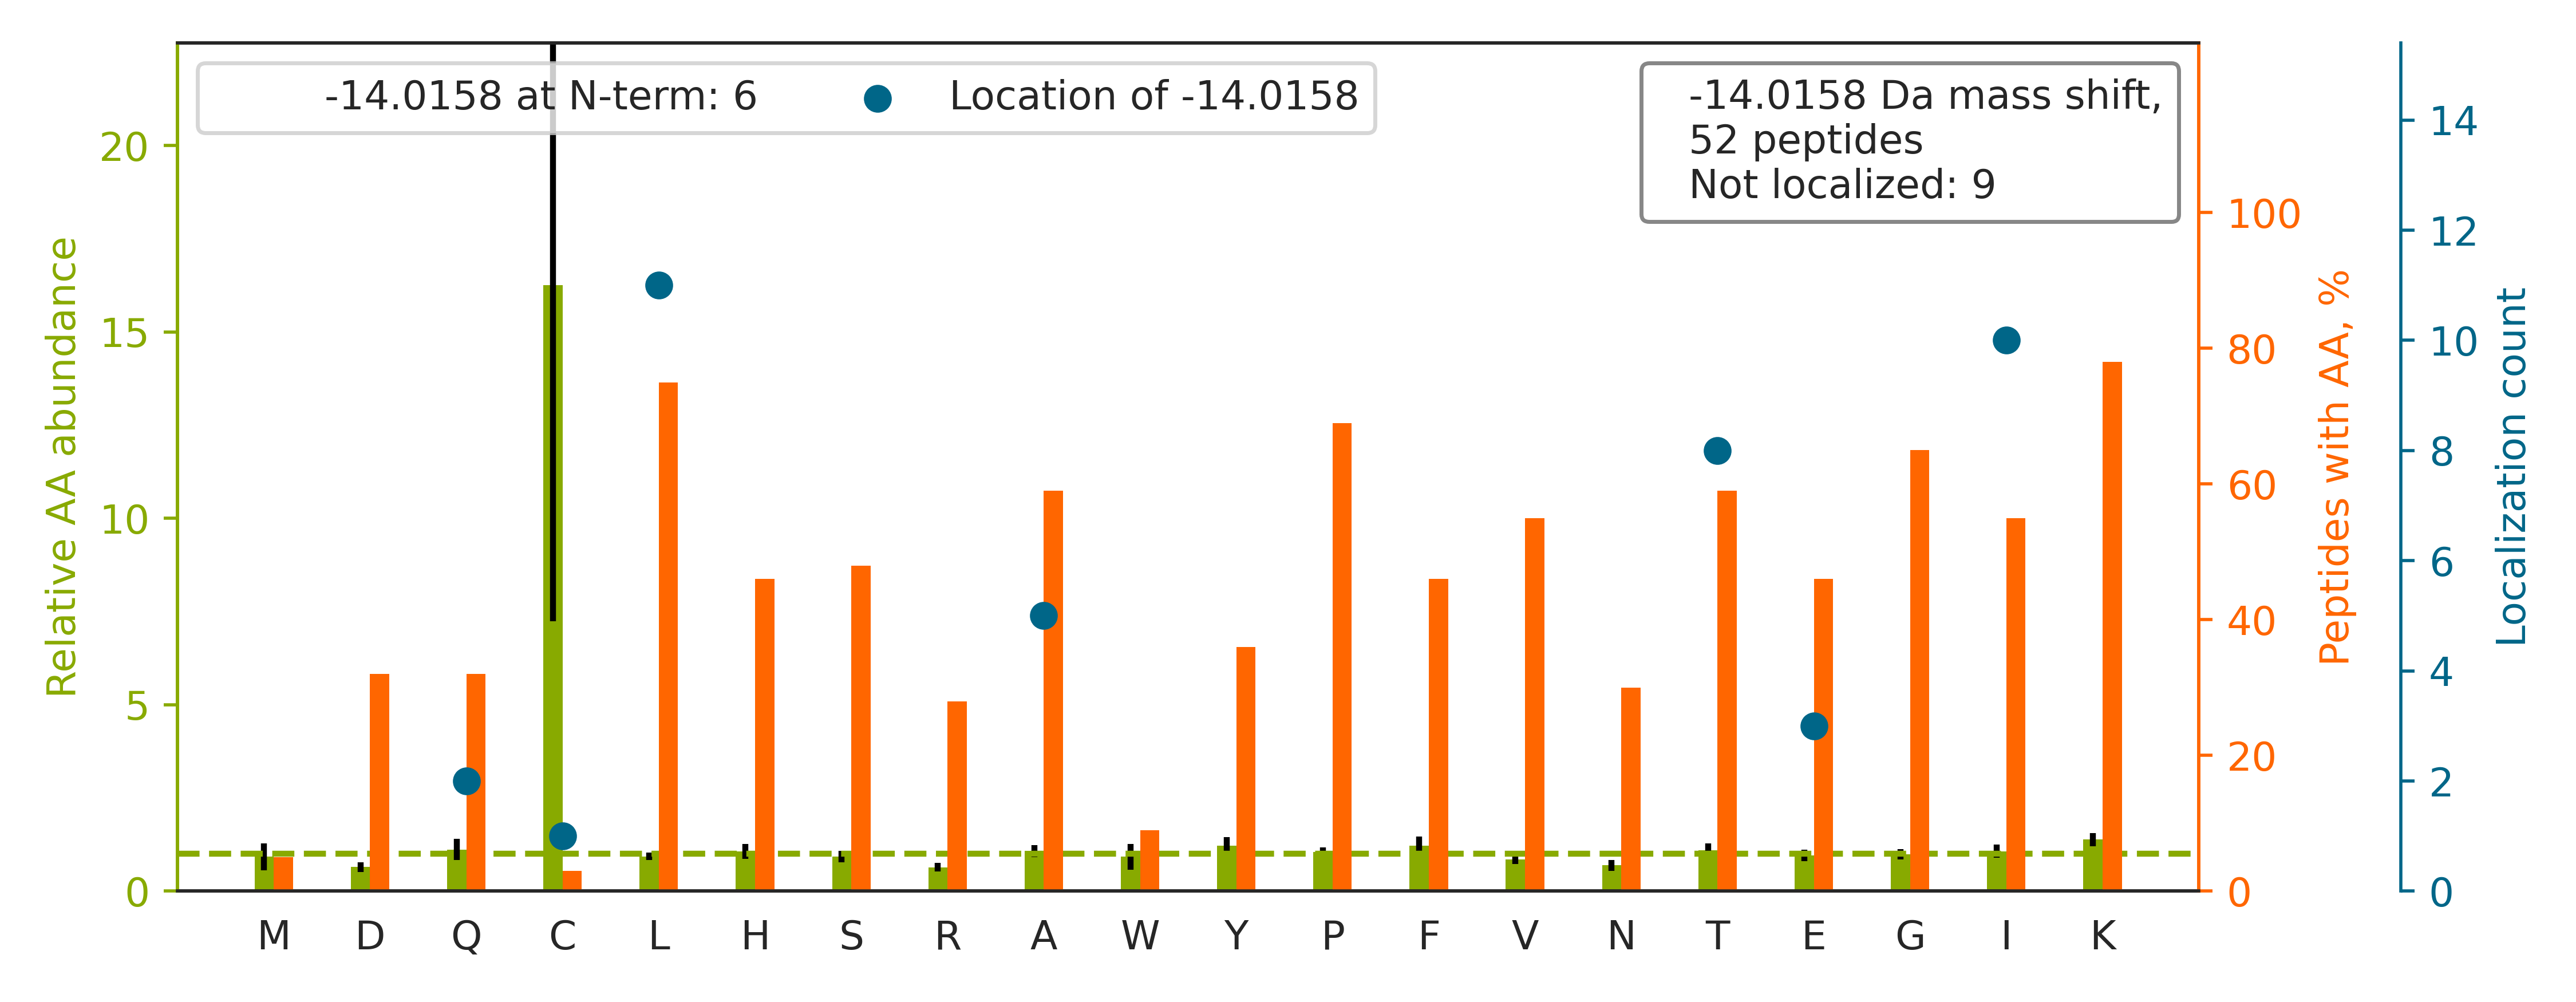 -14.0158 at N-term: 6
Location of -14.0158
-14.0158 Da mass shift,
52 peptides
Not localized: 9
Relative AA abundance
20
15
10
5
0
M D Q C L H S R A W Y P F V N T E G I K
100
80
60
40
20
0
Peptides with AA, %
14
12
10
8
6
4
2
0
Localization count